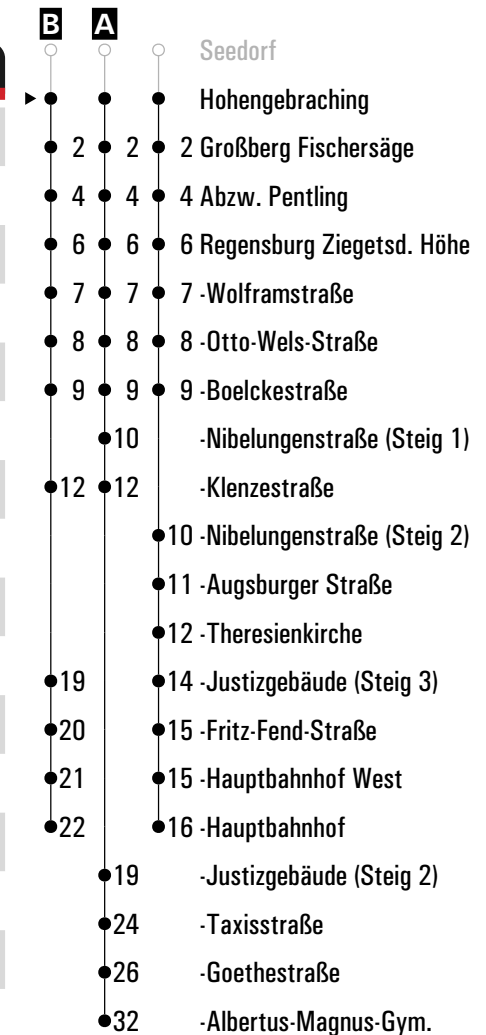 B A
Seedorf
Hohengebraching
2 2 2 Großberg Fischersäge
4 4 4 Abzw. Pentling
6 6 6 Regensburg Ziegetsd. Höhe
7 7 7 -Wolframstraße
8 8 8 -Otto-Wels-Straße
9 9 9 -Boelckestraße
10 -Nibelungenstraße (Steig 1)
12 12 -Klenzestraße
10 -Nibelungenstraße (Steig 2)
11 -Augsburger Straße
12 -Theresienkirche
19 14 -Justizgebäude (Steig 3)
20 15 -Fritz-Fend-Straße
21 15 -Hauptbahnhof West
22 16 -Hauptbahnhof
19 -Justizgebäude (Steig 2)
24 -Taxisstraße
26 -Goethestraße
32 -Albertus-Magnus-Gym.